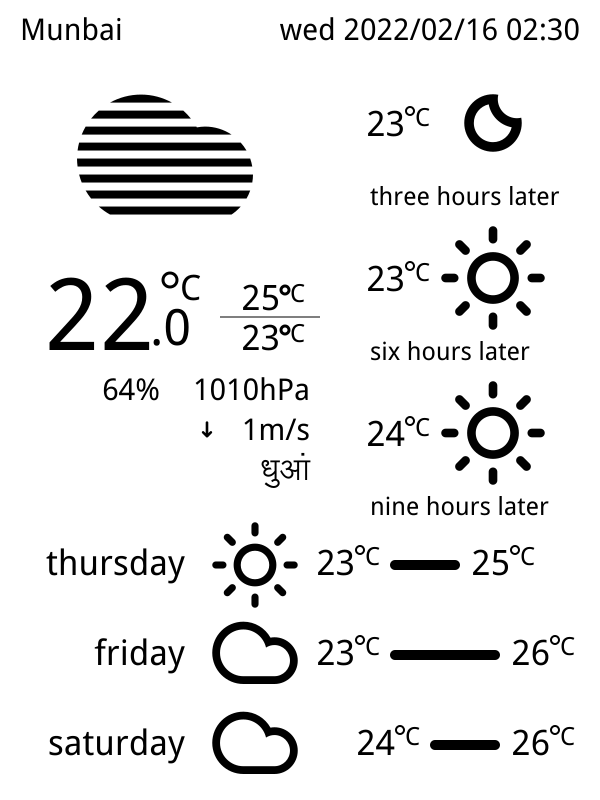 Munbai wed 2022/02/16 02:30
23°C
three hours later
22.0°C
25°C
23°C
23°C
six hours later
64% 1010hPa
↓ 1m/s
धुआं
24°C
nine hours later
thursday 23°C 25°C
friday 23°C 26°C
saturday 24°C 26°C